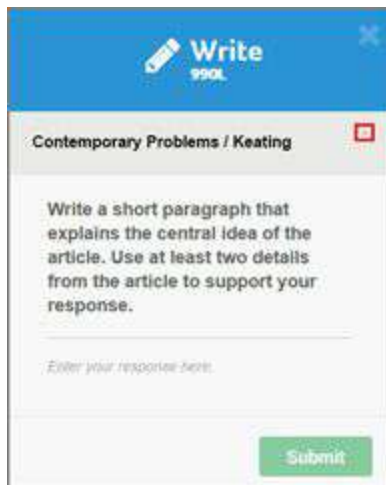 Write
990L
Contemporary Problems / Keating
Write a short paragraph that
explains the central idea of the
article. Use at least two details
from the article to support your
response.
Enter your response here.
Submit